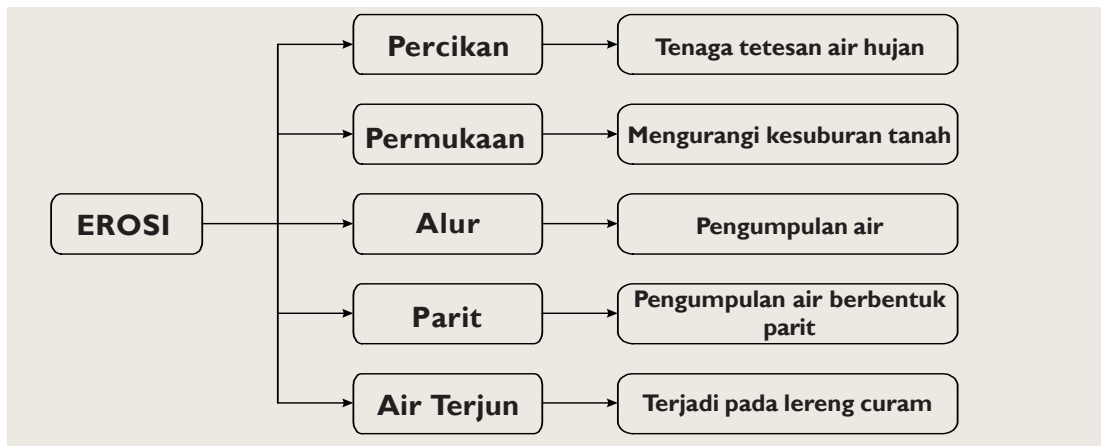 Percikan
Tenaga tetesan air hujan
Permukaan
Mengurangi kesuburan tanah
EROSI
Alur
Pengumpulan air
Parit
Pengumpulan air berbentuk
parit
Air Terjun
Terjadi pada lereng curam